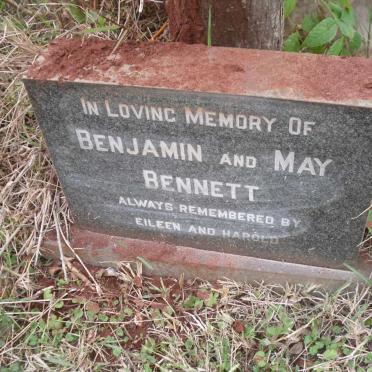 IN LOVING MEMORY OF
BENJAMIN AND MAY
BENNETT
ALWAYS REMEMBERED BY
EILEEN AND HAROLD